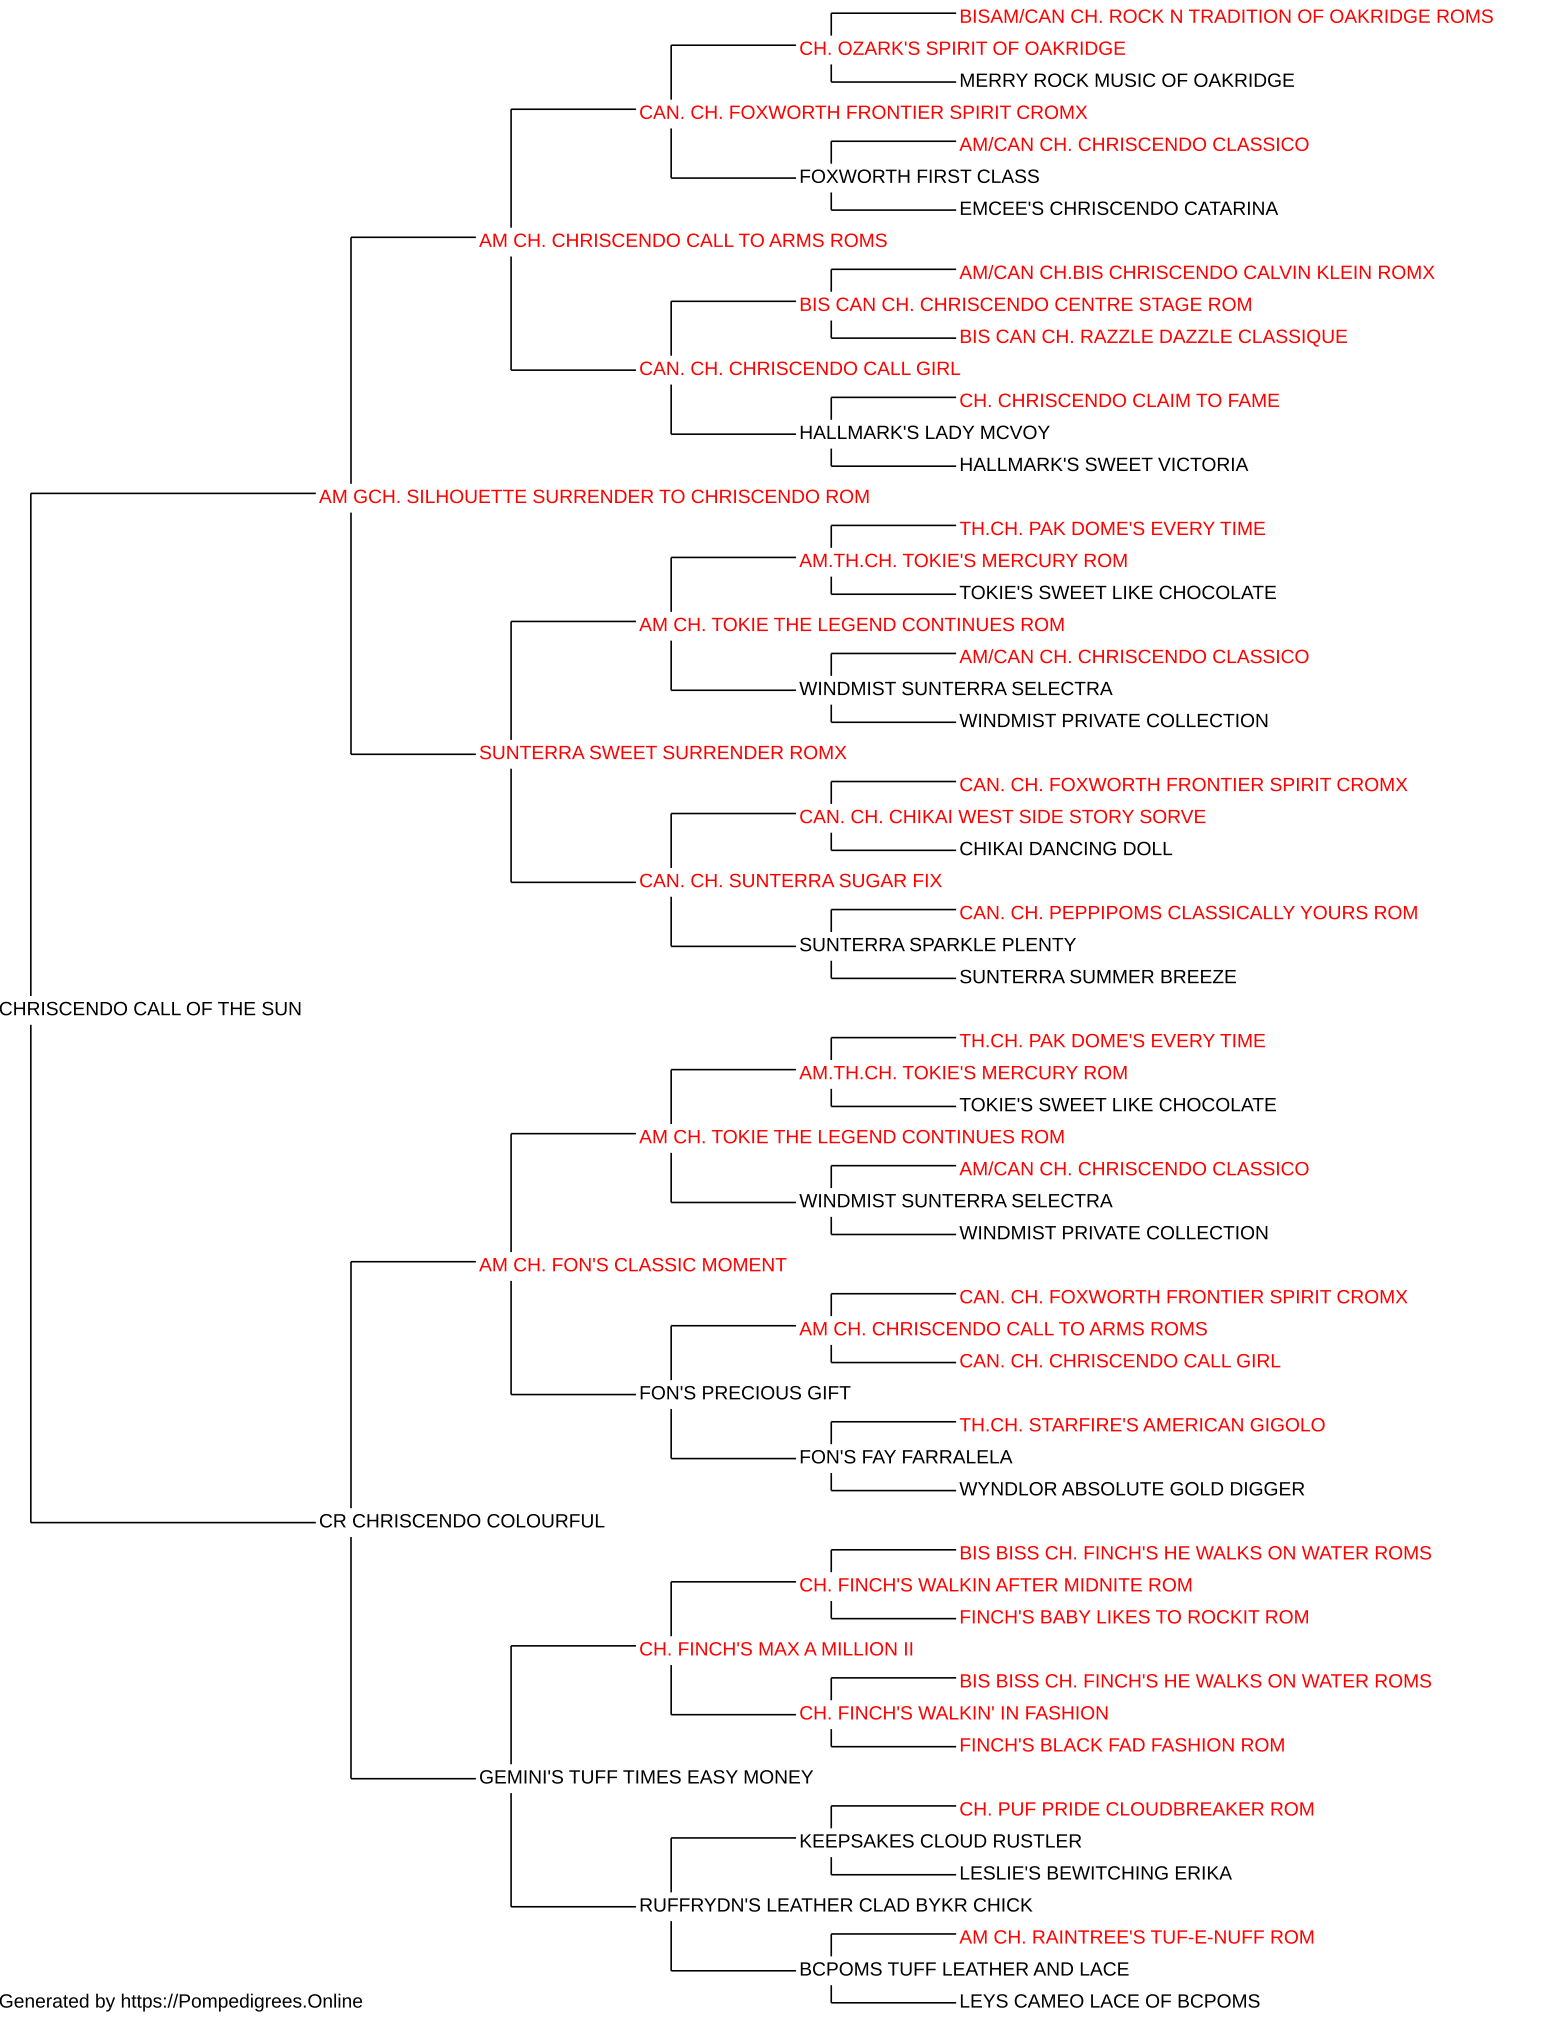 BISAM/CAN CH. ROCK N TRADITION OF OAKRIDGE ROMS
CH. OZARK'S SPIRIT OF OAKRIDGE
MERRY ROCK MUSIC OF OAKRIDGE
CAN. CH. FOXWORTH FRONTIER SPIRIT CROMX
AM/CAN CH. CHRISCENDO CLASSICO
FOXWORTH FIRST CLASS
EMCEE'S CHRISCENDO CATARINA
AM CH. CHRISCENDO CALL TO ARMS ROMS
AM/CAN CH.BIS CHRISCENDO CALVIN KLEIN ROMX
BIS CAN CH. CHRISCENDO CENTRE STAGE ROM
BIS CAN CH. RAZZLE DAZZLE CLASSIQUE
CAN. CH. CHRISCENDO CALL GIRL
CH. CHRISCENDO CLAIM TO FAME
HALLMARK'S LADY MCVOY
HALLMARK'S SWEET VICTORIA
AM GCH. SILHOUETTE SURRENDER TO CHRISCENDO ROM
TH.CH. PAK DOME'S EVERY TIME
AM.TH.CH. TOKIE'S MERCURY ROM
TOKIE'S SWEET LIKE CHOCOLATE
AM CH. TOKIE THE LEGEND CONTINUES ROM
AM/CAN CH. CHRISCENDO CLASSICO
WINDMIST SUNTERRA SELECTRA
WINDMIST PRIVATE COLLECTION
SUNTERRA SWEET SURRENDER ROMX
CAN. CH. FOXWORTH FRONTIER SPIRIT CROMX
CAN. CH. CHIKAI WEST SIDE STORY SORVE
CHIKAI DANCING DOLL
CAN. CH. SUNTERRA SUGAR FIX
CAN. CH. PEPPIPOMS CLASSICALLY YOURS ROM
SUNTERRA SPARKLE PLENTY
SUNTERRA SUMMER BREEZE
CHRISCENDO CALL OF THE SUN
TH.CH. PAK DOME'S EVERY TIME
AM.TH.CH. TOKIE'S MERCURY ROM
TOKIE'S SWEET LIKE CHOCOLATE
AM CH. TOKIE THE LEGEND CONTINUES ROM
AM/CAN CH. CHRISCENDO CLASSICO
WINDMIST SUNTERRA SELECTRA
WINDMIST PRIVATE COLLECTION
AM CH. FON'S CLASSIC MOMENT
CAN. CH. FOXWORTH FRONTIER SPIRIT CROMX
AM CH. CHRISCENDO CALL TO ARMS ROMS
CAN. CH. CHRISCENDO CALL GIRL
FON'S PRECIOUS GIFT
TH.CH. STARFIRE'S AMERICAN GIGOLO
FON'S FAY FARRALELA
WYNDLOR ABSOLUTE GOLD DIGGER
CR CHRISCENDO COLOURFUL
BIS BISS CH. FINCH'S HE WALKS ON WATER ROMS
CH. FINCH'S WALKIN AFTER MIDNITE ROM
FINCH'S BABY LIKES TO ROCKIT ROM
CH. FINCH'S MAX A MILLION II
BIS BISS CH. FINCH'S HE WALKS ON WATER ROMS
CH. FINCH'S WALKIN' IN FASHION
FINCH'S BLACK FAD FASHION ROM
GEMINI'S TUFF TIMES EASY MONEY
CH. PUF PRIDE CLOUDBREAKER ROM
KEEPSAKES CLOUD RUSTLER
LESLIE'S BEWITCHING ERIKA
RUFFRYDN'S LEATHER CLAD BYKR CHICK
AM CH. RAINTREE'S TUF-E-NUFF ROM
BCPOMS TUFF LEATHER AND LACE
LEYS CAMEO LACE OF BCPOMS
Generated by https://Pompedigrees.Online